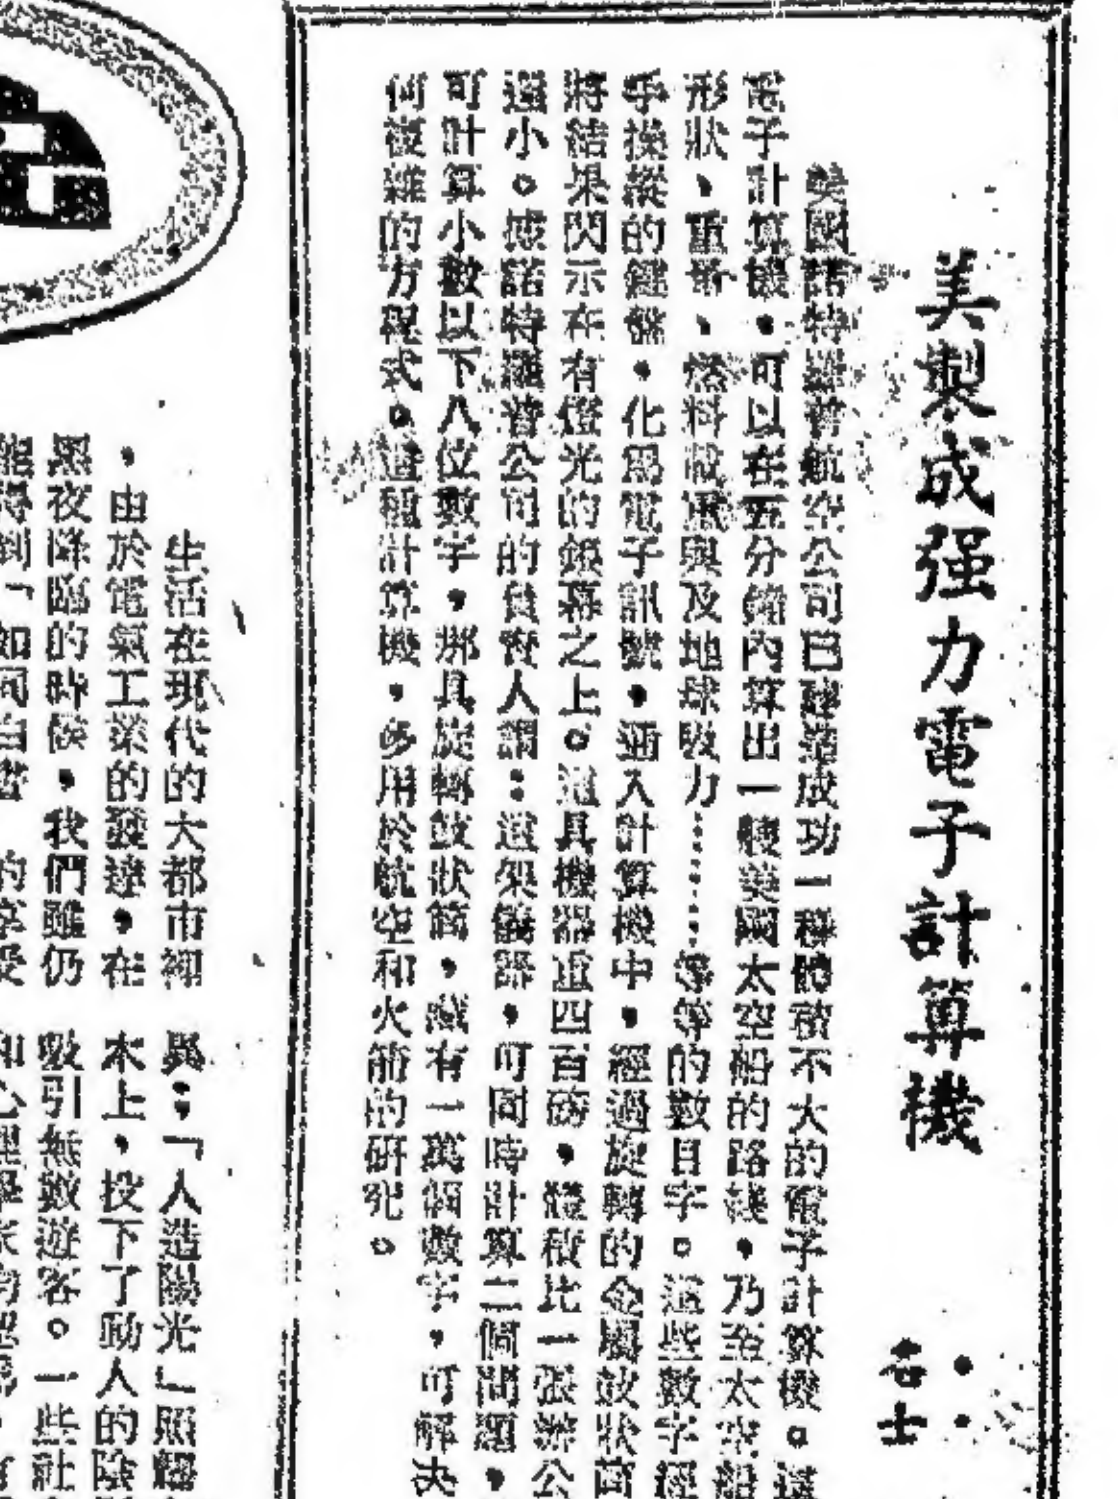 美製成强力電子計算機
名士
美國諾特羅普航空公司已建造成功一種體積不大的電子計算機。這
電子計算機,可以在五分鐘內算出一艘美國太空船的路綫,乃至太空船
形狀、重量、燃料載重與及地球吸力……等等的數目字。這些數字經
手操縱的鍵盤,化爲電子訊號,通入計算機中,經過旋轉的金屬鼓狀筒
將結果閃示在有燈光的銀幕之上。這具機器重四百磅,體積比一張辦公
還小。據諾特羅普公司的負責人謂:這架儀器,可同時計算二個問題,
可計算小數以下八位數字,那具旋轉鼓狀筒,藏有一萬個數字,可解決
何複雜的方程式。這種計算機,多用於航空和火箭的研究。
生活在現代的大都市裡
,由於電氣工業的發達,在
黑夜降臨的時候,我們雖仍
能得到「如同白晝」的享受
異:「人造陽光」照耀
木上,投下了動人的陰
吸引無數遊客。一些社
和心理學家